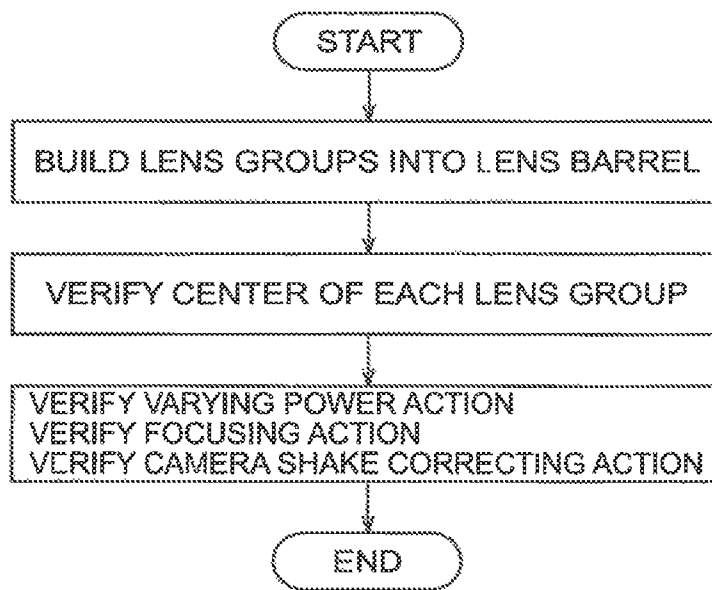 START
BUILD LENS GROUPS INTO LENS BARREL
VERIFY CENTER OF EACH LENS GROUP
VERIFY VARYING POWER ACTION
VERIFY FOCUSING ACTION
VERIFY CAMERA SHAKE CORRECTING ACTION
END